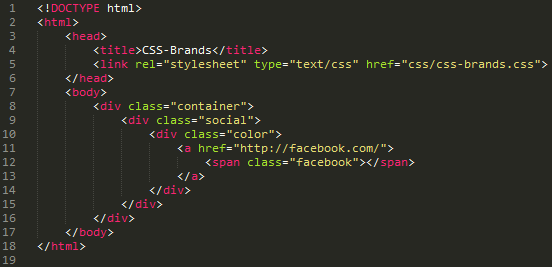 1 <!DOCTYPE html>
2 <html>
3     <head>
4         <title>CSS-Brands</title>
5         <link rel="stylesheet" type="text/css" href="css/css-brands.css">
6     </head>
7     <body>
8         <div class="container">
9             <div class="social">
10                 <div class="color">
11                     <a href="http://facebook.com/">
12                         <span class="facebook"></span>
13                     </a>
14                 </div>
15             </div>
16         </div>
17     </body>
18 </html>
19